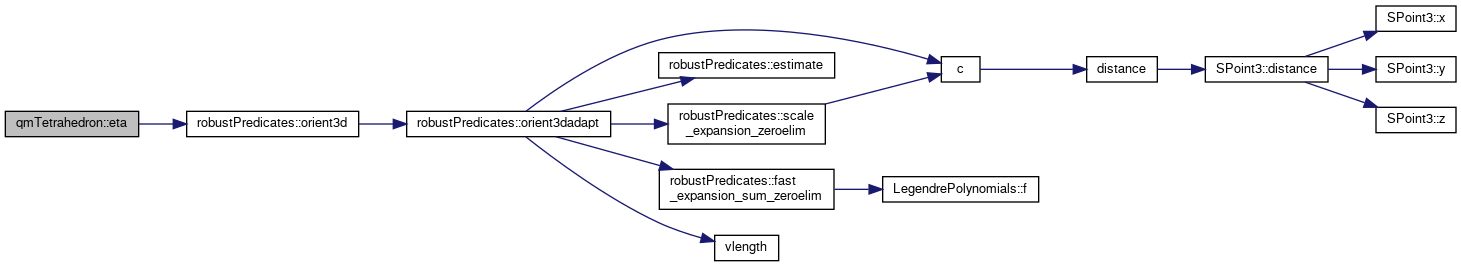 qmTetrahedron::eta
robustPredicates::orient3d
robustPredicates::orient3dadapt
robustPredicates::estimate
robustPredicates::scale
_expansion_zeroelim
robustPredicates::fast
_expansion_sum_zeroelim
vlength
c
LegendrePolynomials::f
distance
SPoint3::distance
SPoint3::x
SPoint3::y
SPoint3::z